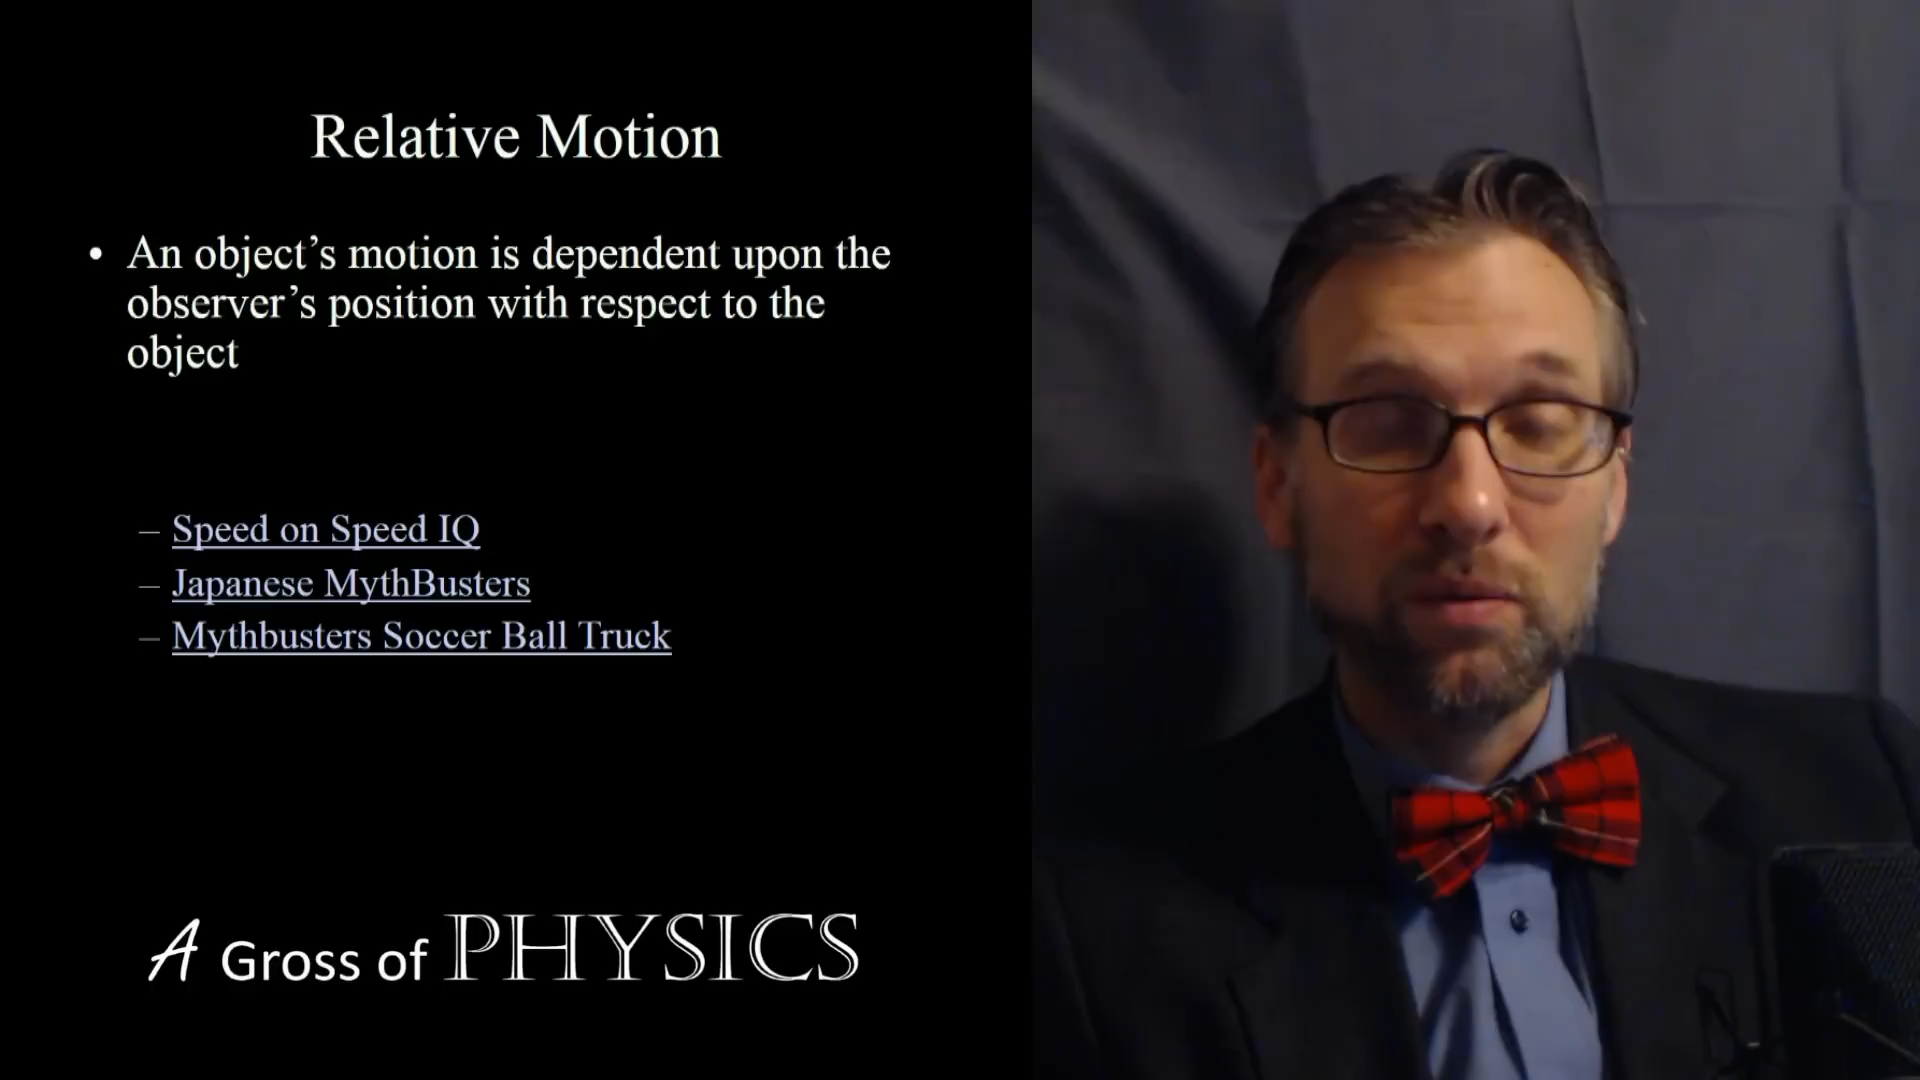 Relative Motion
• An object’s motion is dependent upon the
observer’s position with respect to the
object
– Speed on Speed IQ
– Japanese MythBusters
– Mythbusters Soccer Ball Truck
A Gross of PHYSICS